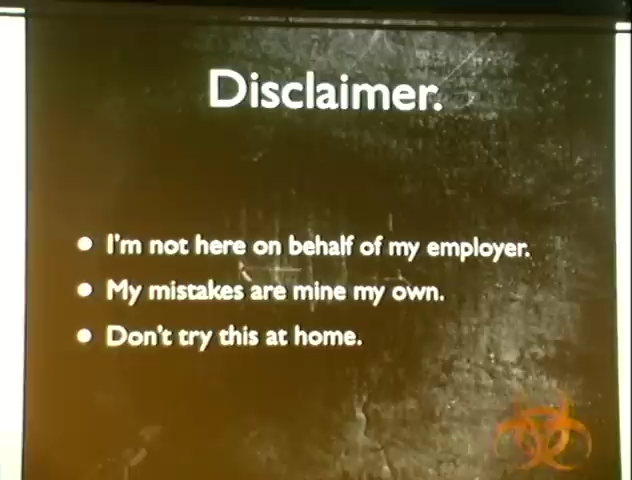 Disclaimer.
• I'm not here on behalf of my employer.
• My mistakes are mine my own.
• Don't try this at home.